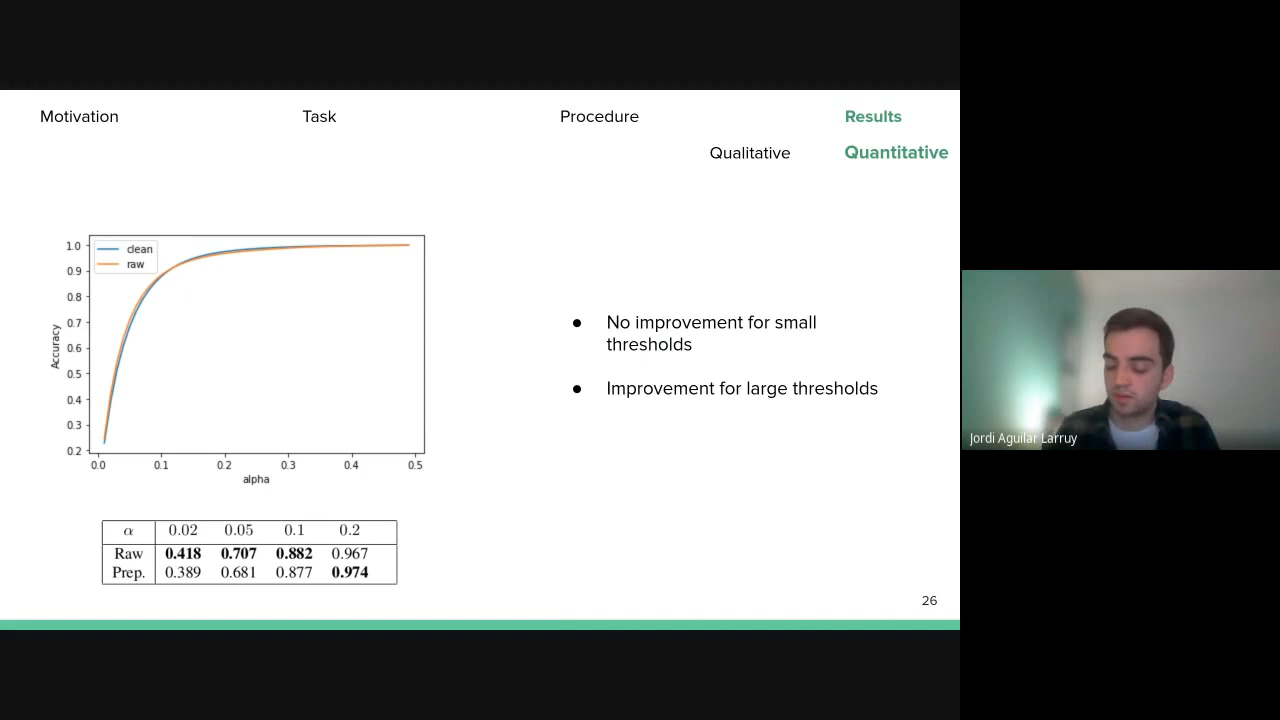 Motivation Task Procedure Results
Qualitative Quantitative
clean
raw
1.0
0.9
0.8
0.7
0.6
0.5
0.4
0.3
0.2
Accuracy
0.0 0.1 0.2 0.3 0.4 0.5
alpha
● No improvement for small
thresholds
● Improvement for large thresholds
Jordi Aguilar Larruy
α 0.02 0.05 0.1 0.2
Raw 0.418 0.707 0.882 0.967
Prep. 0.389 0.681 0.877 0.974
26